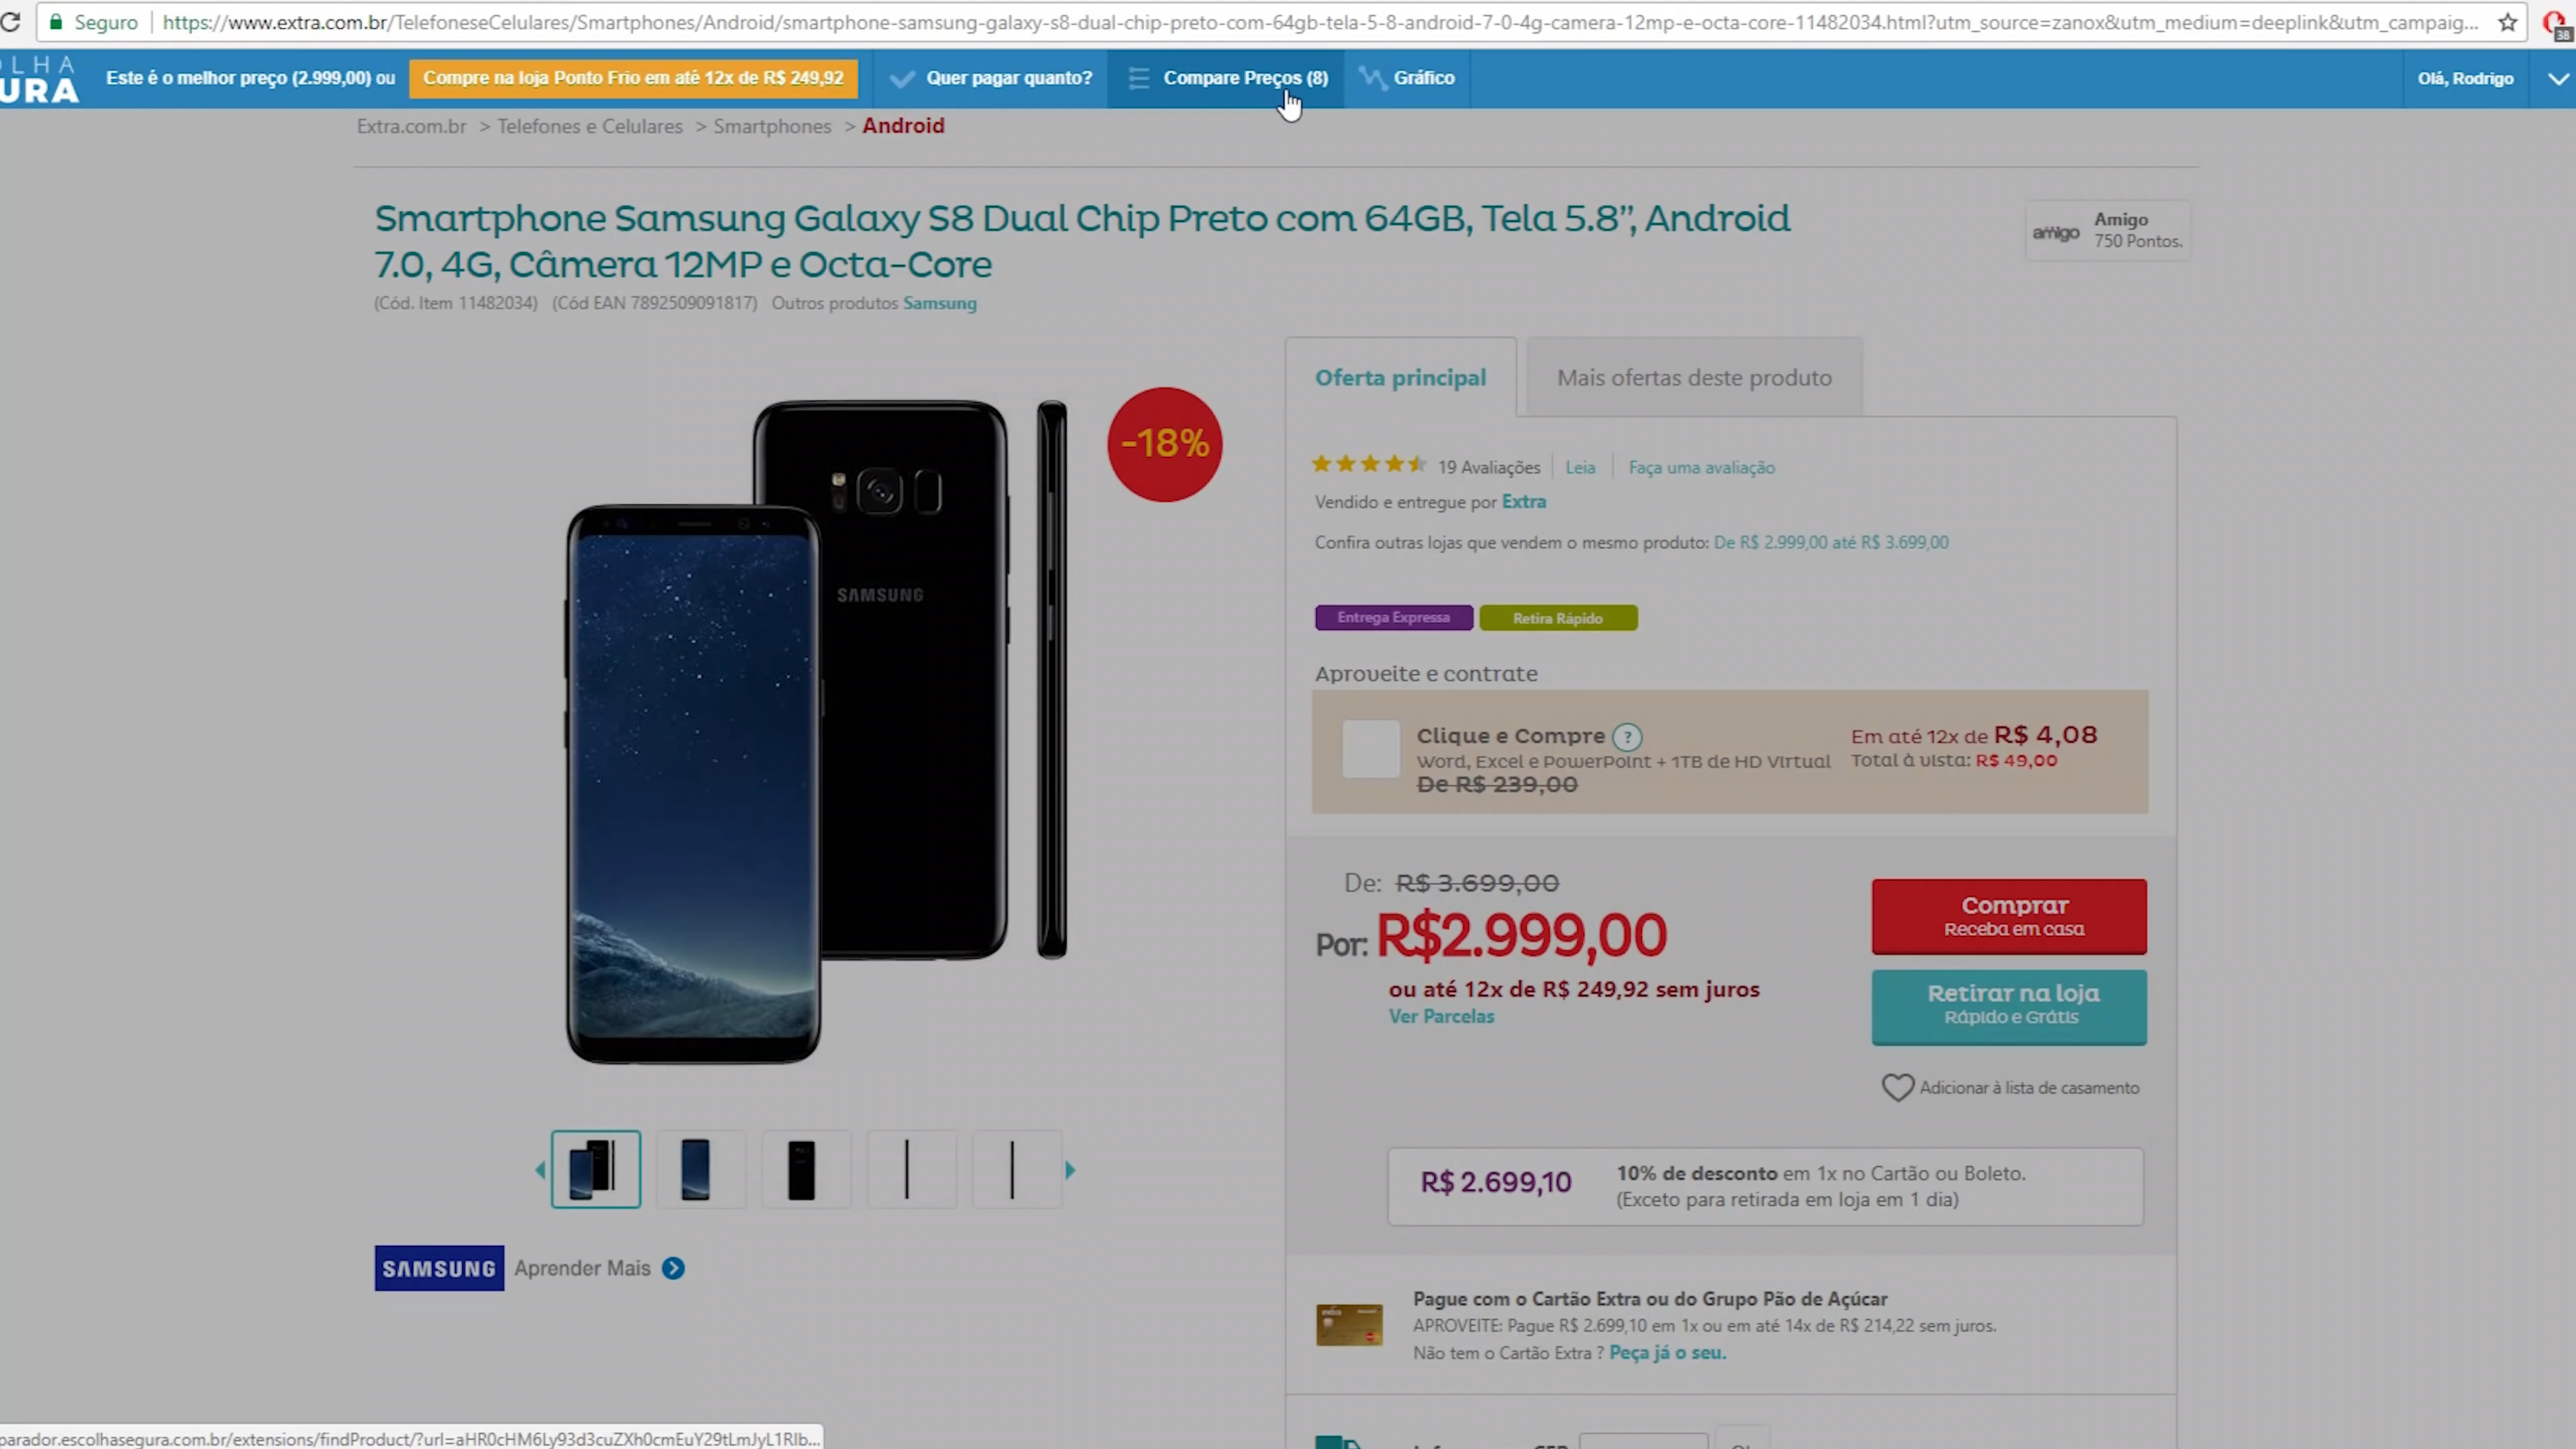 Seguro
https://www.extra.com.br/TelefoneseCelulares/Smartphones/Android/smartphone-samsung-galaxy-s8-dual-chip-preto-com-64gb-tela-5-8-android-7-0-4g-camera-12mp-e-octa-core-11482034.html?utm_source=zanox&utm_medium=deeplink&utm_campaig...
38
OLHA
URA
Este é o melhor preço (2.999,00) ou
Compre na loja Ponto Frio em até 12x de R$ 249,92
Quer pagar quanto?
Compare Preços (8)
Gráfico
Olá, Rodrigo
Extra.com.br > Telefones e Celulares > Smartphones > Android
Smartphone Samsung Galaxy S8 Dual Chip Preto com 64GB, Tela 5.8”, Android
7.0, 4G, Câmera 12MP e Octa-Core
(Cód. Item 11482034) (Cód EAN 7892509091817) Outros produtos Samsung
amigo
Amigo
750 Pontos.
-18%
SAMSUNG
Oferta principal
Mais ofertas deste produto
19 Avaliações
Leia
Faça uma avaliação
Vendido e entregue por Extra
Confira outras lojas que vendem o mesmo produto: De R$ 2.999,00 até R$ 3.699,00
Entrega Expressa
Retira Rápido
Aproveite e contrate
Clique e Compre ?
Word, Excel e PowerPoint + 1TB de HD Virtual
De R$ 239,00
Em até 12x de R$ 4,08
Total à vista: R$ 49,00
De: R$ 3.699,00
Por: R$2.999,00
ou até 12x de R$ 249,92 sem juros
Ver Parcelas
Comprar
Receba em casa
Retirar na loja
Rápido e Grátis
Adicionar à lista de casamento
R$ 2.699,10
10% de desconto em 1x no Cartão ou Boleto.
(Exceto para retirada em loja em 1 dia)
SAMSUNG
Aprender Mais
Pague com o Cartão Extra ou do Grupo Pão de Açúcar
APROVEITE: Pague R$ 2.699,10 em 1x ou em até 14x de R$ 214,22 sem juros.
Não tem o Cartão Extra ? Peça já o seu.
parador.escolhasegura.com.br/extensions/findProduct/?url=aHR0cHM6Ly93d3cuZXh0cmEuY29tLmJyL1Rlb...